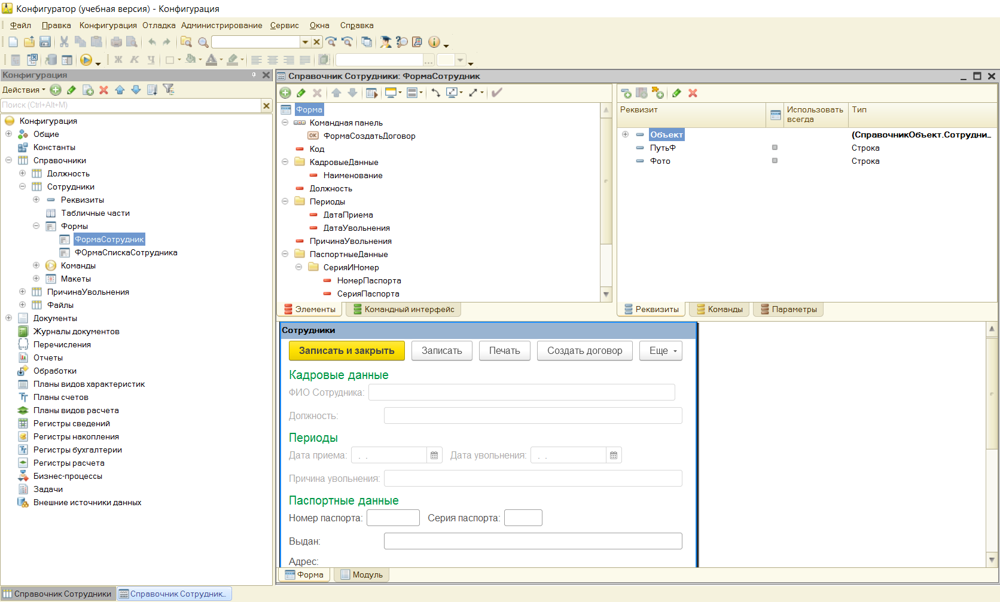 Конфигуратор (учебная версия) - Конфигурация
Файл Правка Конфигурация Отладка Администрирование Сервис Окна Справка
Ж К Ч
Конфигурация
Действия
Поиск (Ctrl+Alt+M)
Конфигурация
Общие
Константы
Справочники
Должность
Сотрудники
Реквизиты
Табличные части
Формы
ФормаСотрудник
ФОрмаСпискаСотрудника
Команды
Макеты
ПричинаУвольнения
Файлы
Документы
Журналы документов
Перечисления
Отчеты
Обработки
Планы видов характеристик
Планы счетов
Планы видов расчета
Регистры сведений
Регистры накопления
Регистры бухгалтерии
Регистры расчета
Бизнес-процессы
Задачи
Внешние источники данных
Справочник Сотрудники: ФормаСотрудник
Форма
Командная панель
OK ФормаСоздатьДоговор
Код
КадровыеДанные
Наименование
Должность
Периоды
ДатаПриема
ДатаУвольнения
ПричинаУвольнения
ПаспортныеДанные
СерияИНомер
НомерПаспорта
СерияПаспорта
Элементы Командный интерфейс
Реквизит Использовать всегда Тип
Объект (СправочникОбъект.Сотрудни...
ПутьФ Строка
Фото Строка
Реквизиты Команды Параметры
Сотрудники
Записать и закрыть Записать Печать Создать договор Еще
Кадровые данные
ФИО Сотрудника:
Должность:
Периоды
Дата приема: . . Дата увольнения: . .
Причина увольнения:
Паспортные данные
Номер паспорта: Серия паспорта:
Выдан:
Адрес:
Форма Модуль
Справочник Сотрудники Справочник Сотрудник...